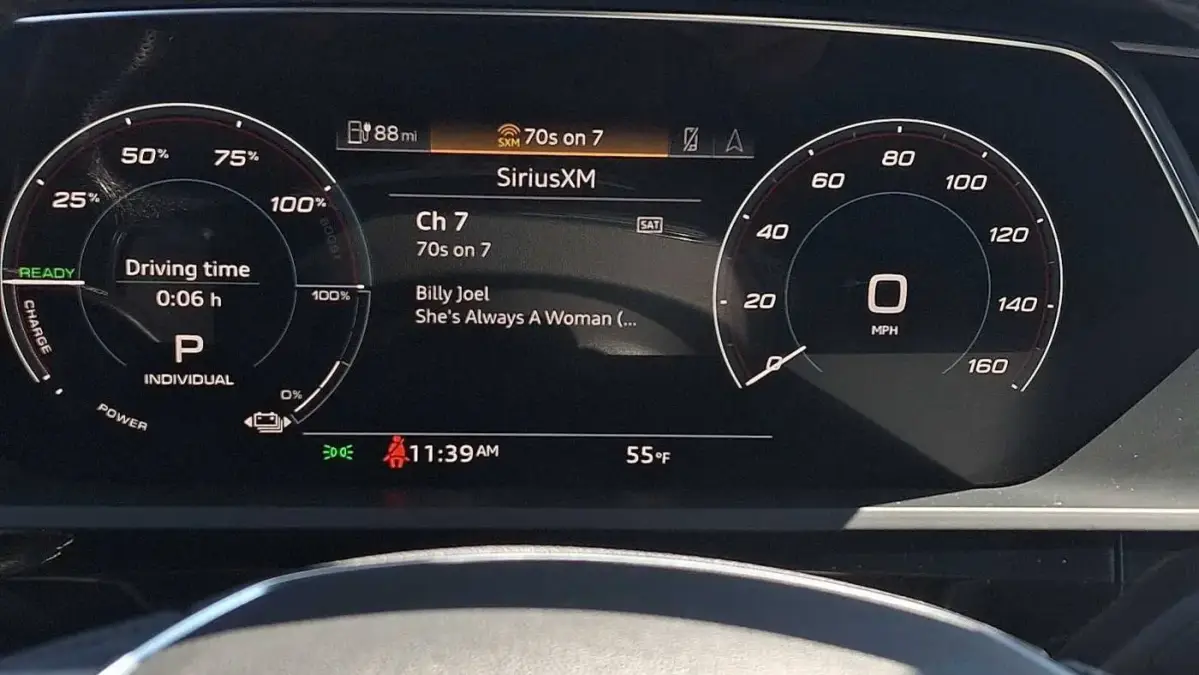 88 mi
SXM 70s on 7
SiriusXM
Ch 7
SAT
70s on 7
Billy Joel
She's Always A Woman (...
25%
50%
75%
100%
BOOST
READY
CHARGE
POWER
Driving time
0:06 h
P
INDIVIDUAL
100%
0%
0
20
40
60
80
100
120
140
160
0
MPH
11:39 AM
55°F